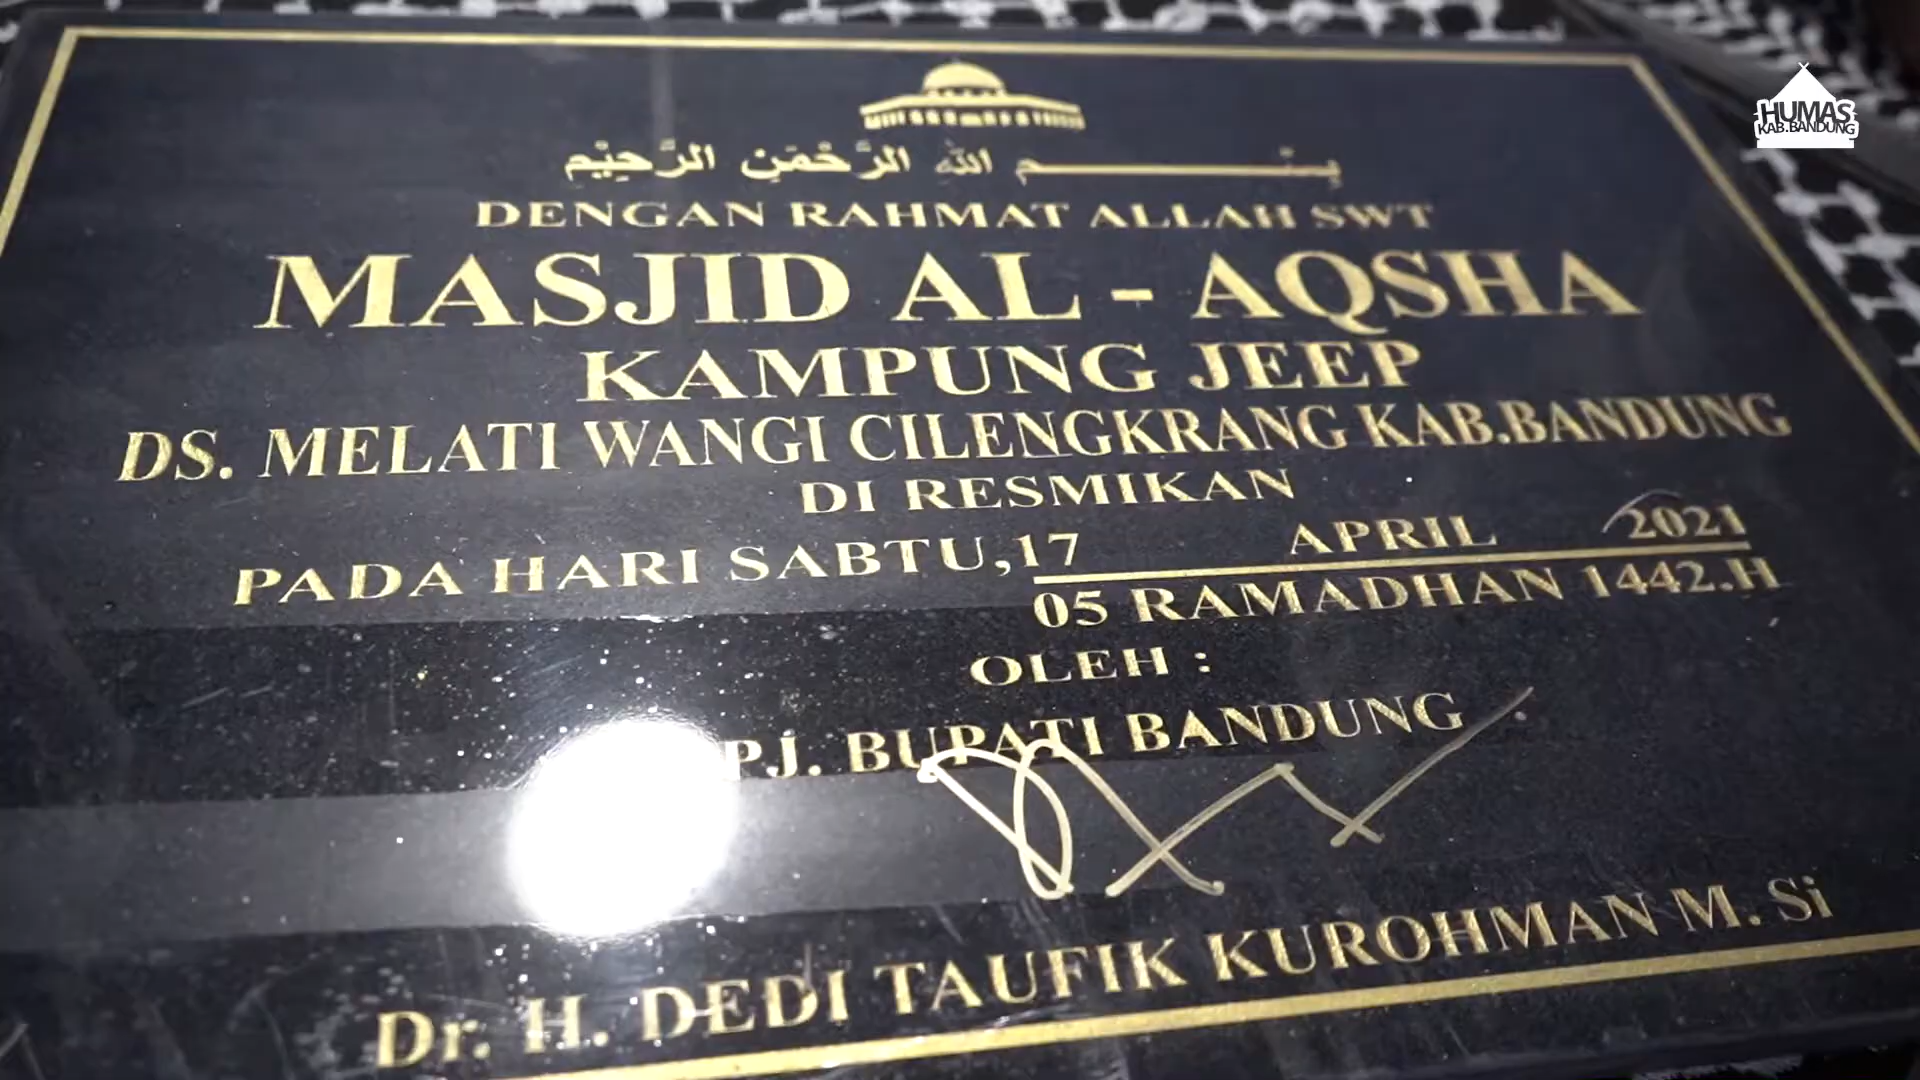 بِسْــــــمِ اللهِ الرَّحْمَنِ الرَّحِيْمِ
DENGAN RAHMAT ALLAH SWT
MASJID AL - AQSHA
KAMPUNG JEEP
DS. MELATI WANGI CILENGKRANG KAB.BANDUNG
DI RESMIKAN
PADA HARI SABTU,17 APRIL 2021
05 RAMADHAN 1442.H
OLEH :
PJ. BUPATI BANDUNG
Dr. H. DEDI TAUFIK KUROHMAN M. Si
HUMAS
KAB.BANDUNG